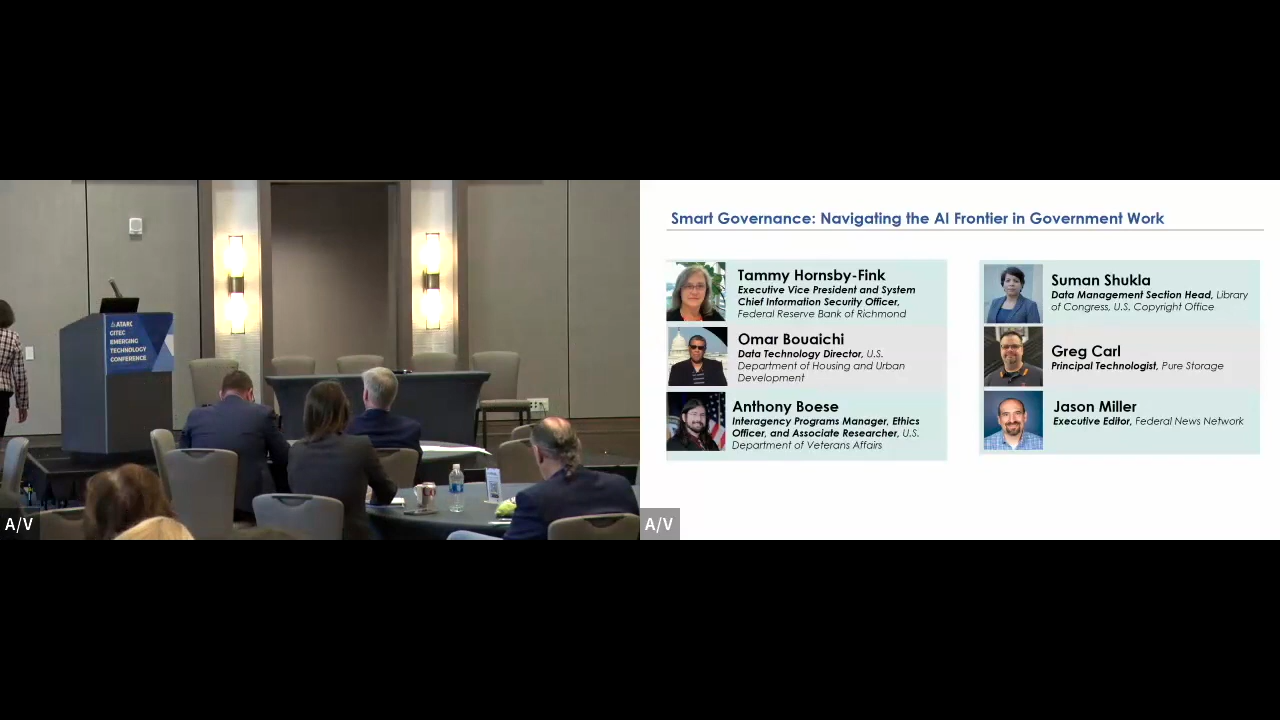 ATARC
GITEC
EMERGING
TECHNOLOGY
CONFERENCE
A/V
Smart Governance: Navigating the AI Frontier in Government Work
Tammy Hornsby-Fink
Executive Vice President and System
Chief Information Security Officer,
Federal Reserve Bank of Richmond
Omar Bouaichi
Data Technology Director, U.S.
Department of Housing and Urban
Development
Anthony Boese
Interagency Programs Manager, Ethics
Officer, and Associate Researcher, U.S.
Department of Veterans Affairs
Suman Shukla
Data Management Section Head, Library
of Congress, U.S. Copyright Office
Greg Carl
Principal Technologist, Pure Storage
Jason Miller
Executive Editor, Federal News Network
A/V